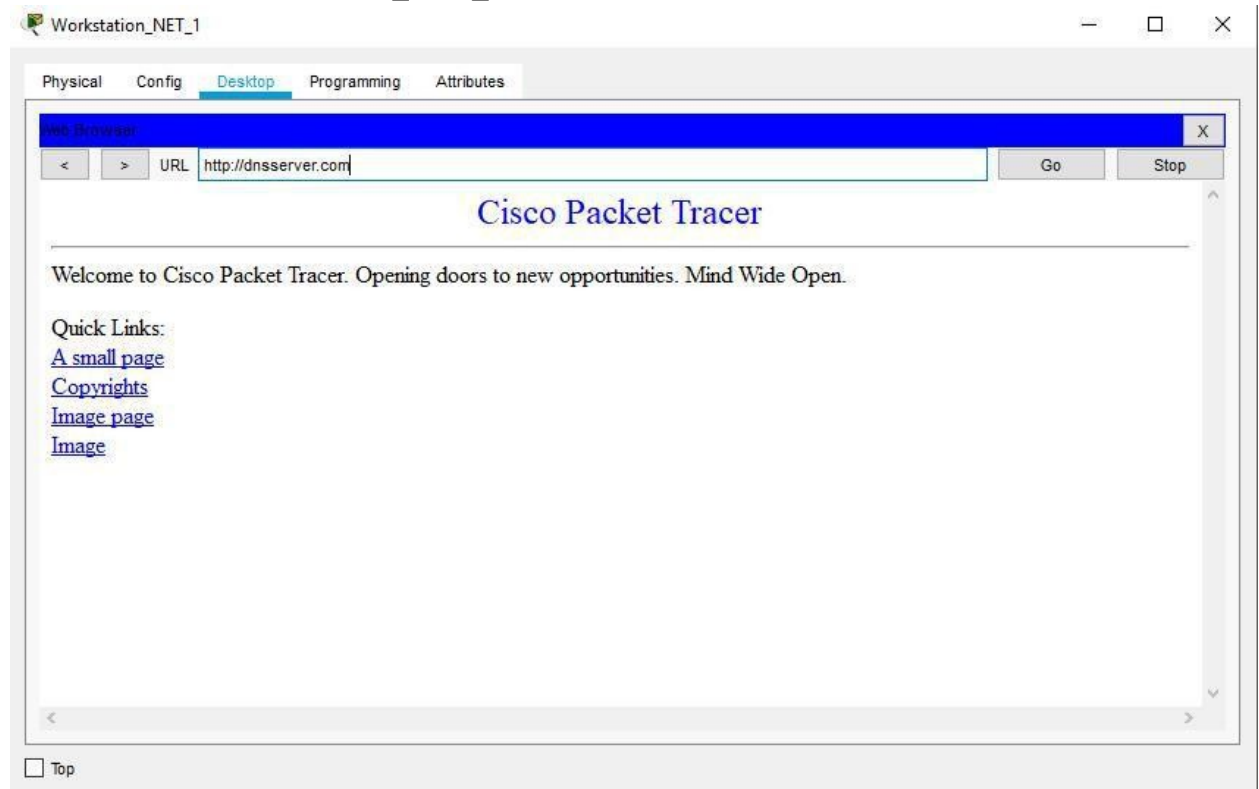 Workstation_NET_1
Physical Config Desktop Programming Attributes
Web Browser X
< > URL http://dnsserver.com Go Stop
Cisco Packet Tracer
Welcome to Cisco Packet Tracer. Opening doors to new opportunities. Mind Wide Open.
Quick Links:
A small page
Copyrights
Image page
Image
Top